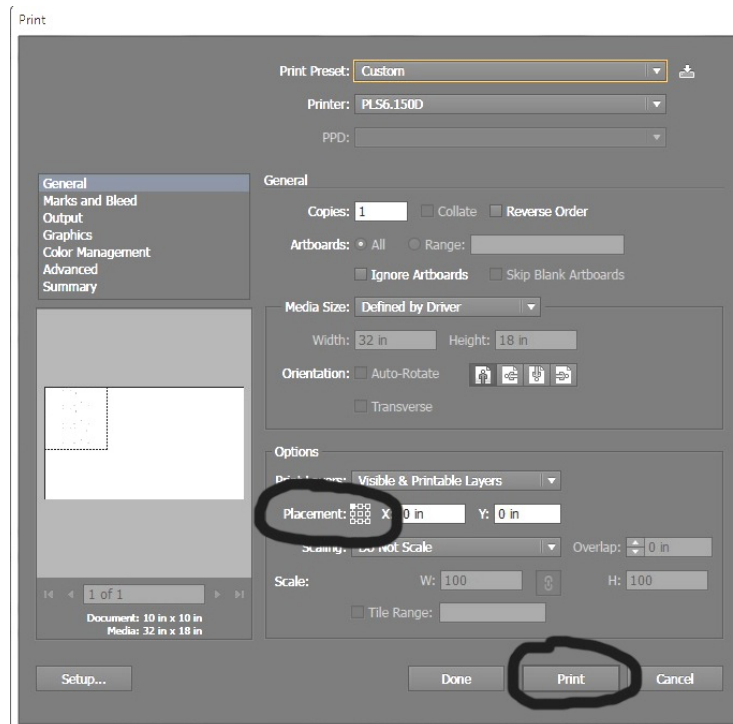 Print
Print Preset: Custom
Printer: PLS6.150D
PPD:
General
Marks and Bleed
Output
Graphics
Color Management
Advanced
Summary
General
Copies: 1 Collate Reverse Order
Artboards: All Range:
Ignore Artboards Skip Blank Artboards
Media Size: Defined by Driver
Width: 32 in Height: 18 in
Orientation: Auto-Rotate
Transverse
Options
Print Layers: Visible & Printable Layers
Placement: X: 0 in Y: 0 in
Scaling: Do Not Scale Overlap: 0 in
Scale: W: 100 H: 100
Tile Range:
1 of 1
Document: 10 in x 10 in
Media: 32 in x 18 in
Setup... Done Print Cancel